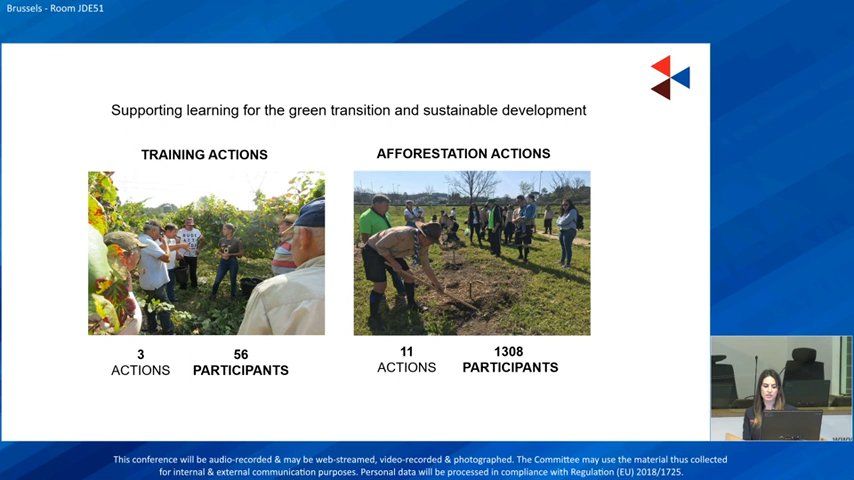 Brussels - Room JDE51
Supporting learning for the green transition and sustainable development
TRAINING ACTIONS
AFFORESTATION ACTIONS
3
ACTIONS
56
PARTICIPANTS
11
ACTIONS
1308
PARTICIPANTS
This conference will be audio-recorded & may be web-streamed, video-recorded & photographed. The Committee may use the material thus collected
for internal & external communication purposes. Personal data will be processed in compliance with Regulation (EU) 2018/1725.